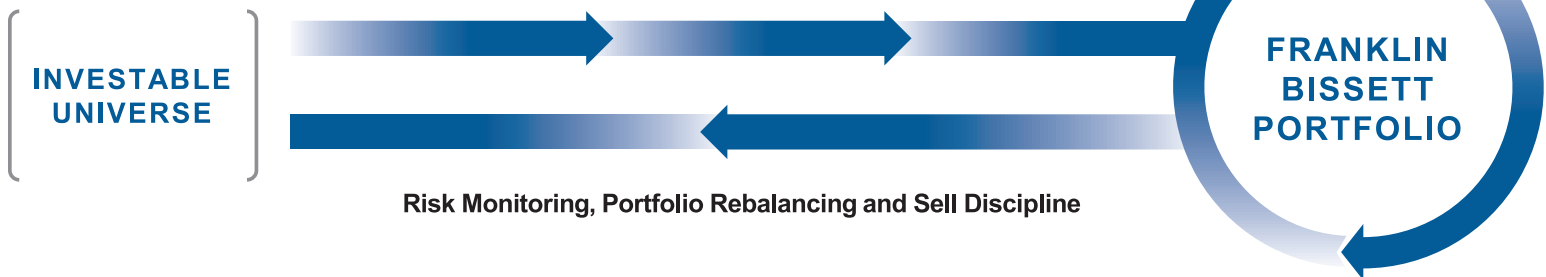 INVESTABLE
UNIVERSE
FRANKLIN
BISSETT
PORTFOLIO
Risk Monitoring, Portfolio Rebalancing and Sell Discipline